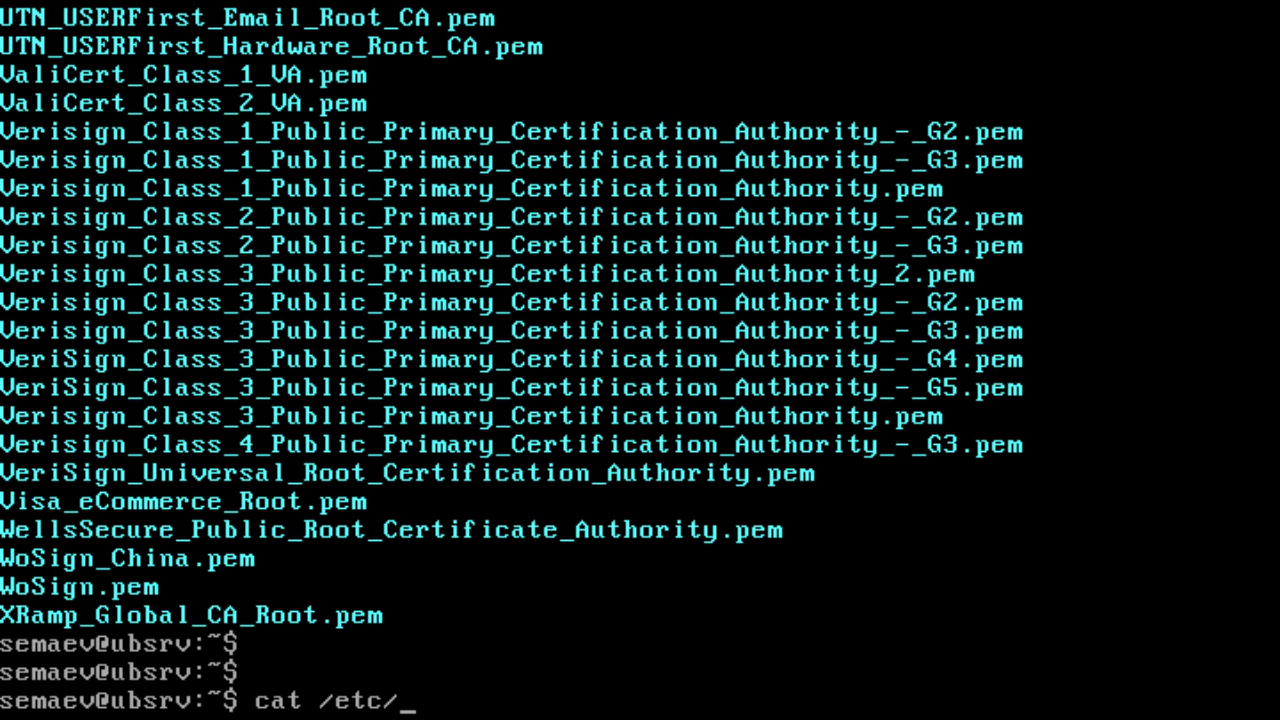 UTN_USERFirst_Email_Root_CA.pem
UTN_USERFirst_Hardware_Root_CA.pem
ValiCert_Class_1_VA.pem
ValiCert_Class_2_VA.pem
Verisign_Class_1_Public_Primary_Certification_Authority_-_G2.pem
Verisign_Class_1_Public_Primary_Certification_Authority_-_G3.pem
Verisign_Class_1_Public_Primary_Certification_Authority.pem
Verisign_Class_2_Public_Primary_Certification_Authority_-_G2.pem
Verisign_Class_2_Public_Primary_Certification_Authority_-_G3.pem
Verisign_Class_3_Public_Primary_Certification_Authority_2.pem
Verisign_Class_3_Public_Primary_Certification_Authority_-_G2.pem
Verisign_Class_3_Public_Primary_Certification_Authority_-_G3.pem
VeriSign_Class_3_Public_Primary_Certification_Authority_-_G4.pem
VeriSign_Class_3_Public_Primary_Certification_Authority_-_G5.pem
Verisign_Class_3_Public_Primary_Certification_Authority.pem
Verisign_Class_4_Public_Primary_Certification_Authority_-_G3.pem
VeriSign_Universal_Root_Certification_Authority.pem
Visa_eCommerce_Root.pem
WellsSecure_Public_Root_Certificate_Authority.pem
WoSign_China.pem
WoSign.pem
XRamp_Global_CA_Root.pem
semaev@ubsrv:~$
semaev@ubsrv:~$
semaev@ubsrv:~$ cat /etc/_